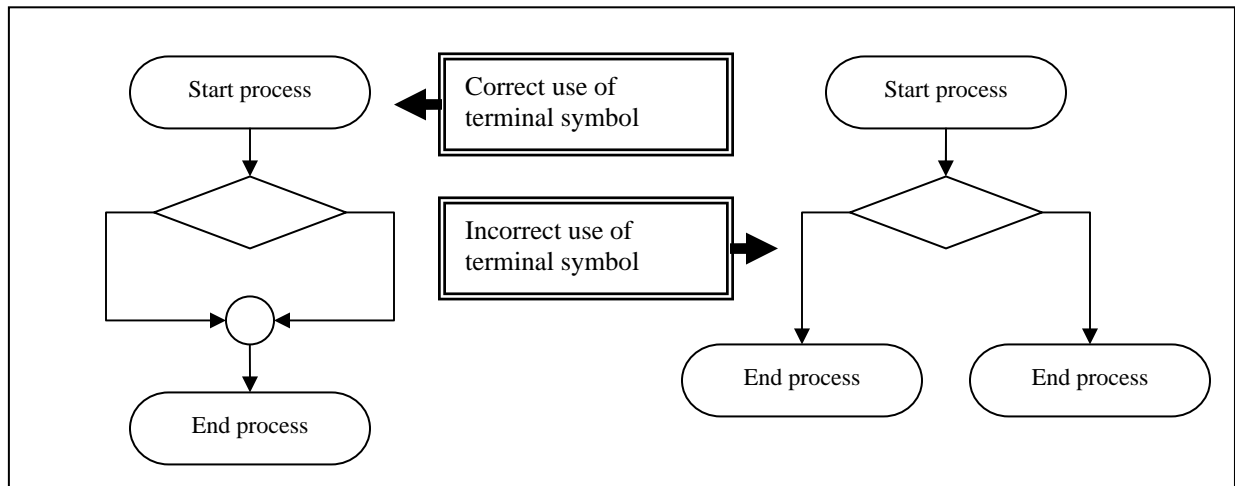 Start process
Correct use of
terminal symbol
Start process
Incorrect use of
terminal symbol
End process
End process
End process